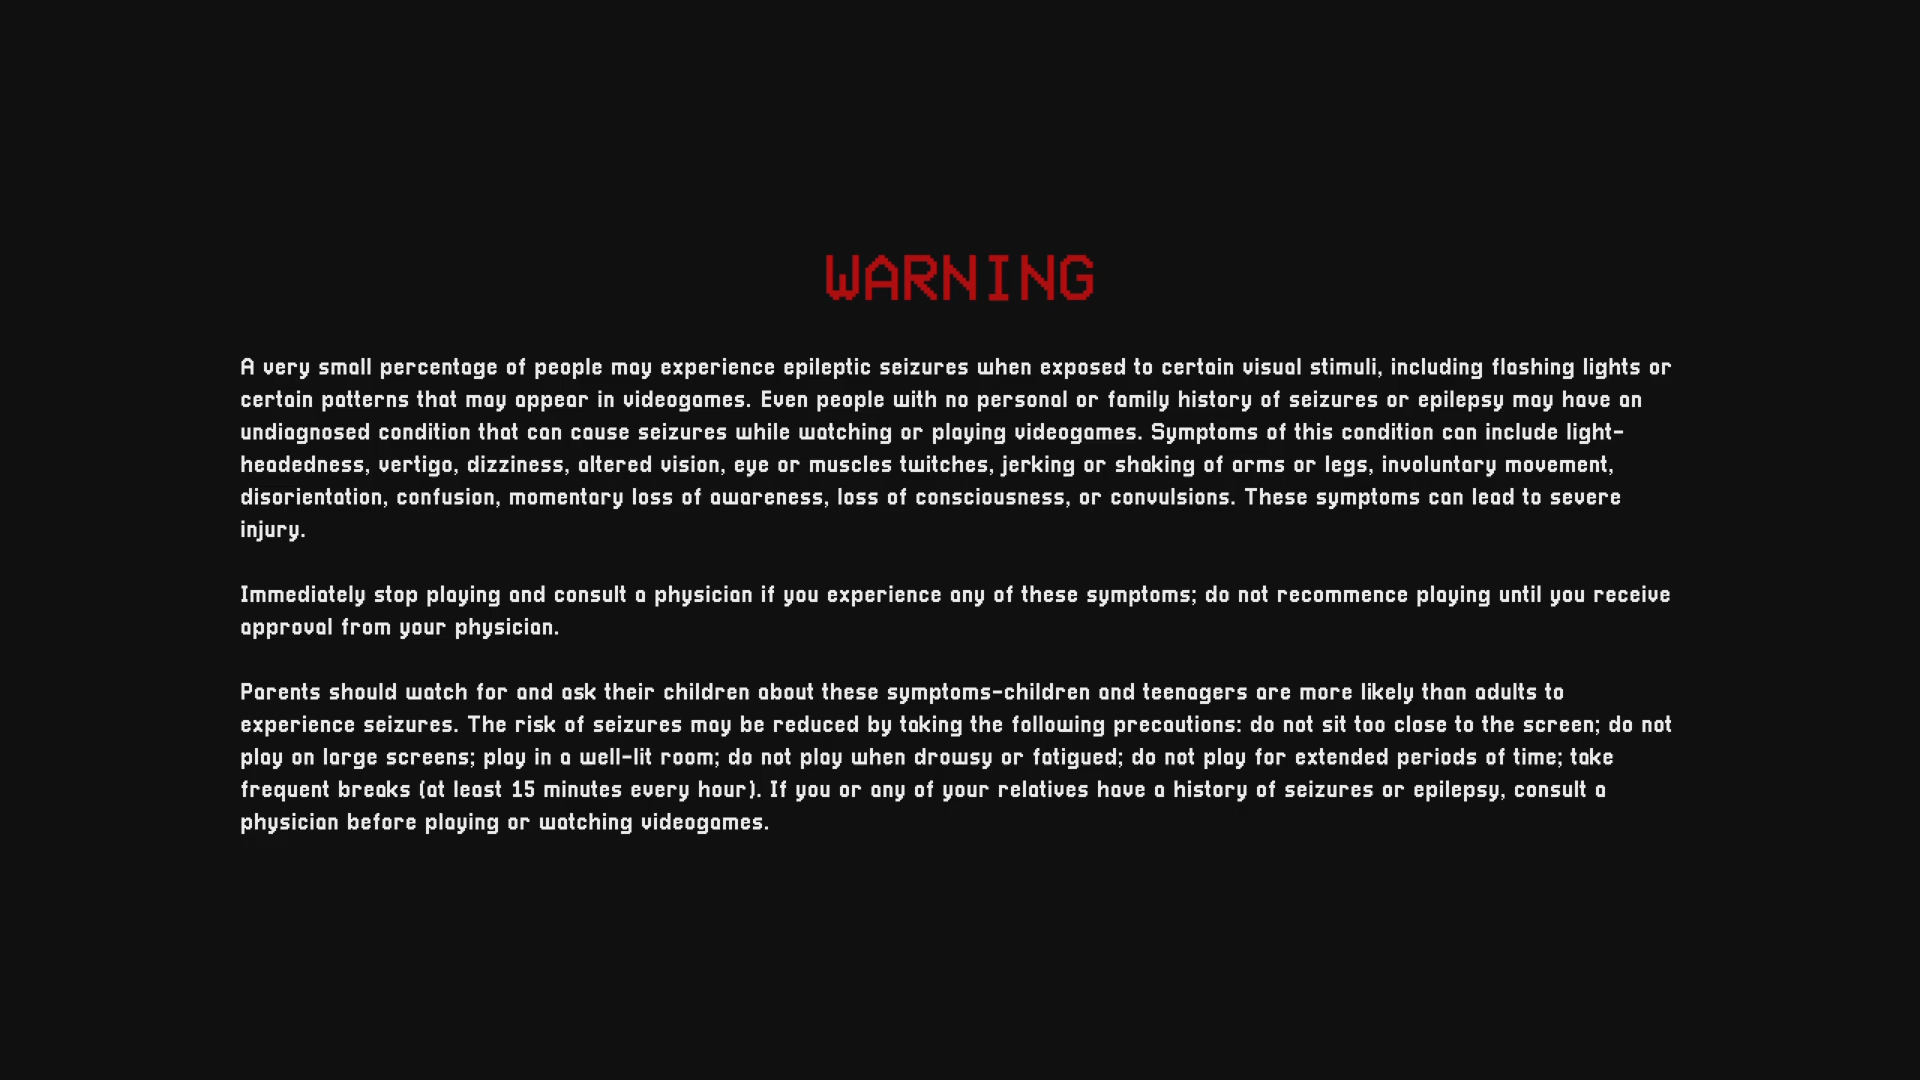 WARNING
A very small percentage of people may experience epileptic seizures when exposed to certain visual stimuli, including flashing lights or
certain patterns that may appear in videogames. Even people with no personal or family history of seizures or epilepsy may have an
undiagnosed condition that can cause seizures while watching or playing videogames. Symptoms of this condition can include light-
headedness, vertigo, dizziness, altered vision, eye or muscles twitches, jerking or shaking of arms or legs, involuntary movement,
disorientation, confusion, momentary loss of awareness, loss of consciousness, or convulsions. These symptoms can lead to severe
injury.
Immediately stop playing and consult a physician if you experience any of these symptoms; do not recommence playing until you receive
approval from your physician.
Parents should watch for and ask their children about these symptoms-children and teenagers are more likely than adults to
experience seizures. The risk of seizures may be reduced by taking the following precautions: do not sit too close to the screen; do not
play on large screens; play in a well-lit room; do not play when drowsy or fatigued; do not play for extended periods of time; take
frequent breaks (at least 15 minutes every hour). If you or any of your relatives have a history of seizures or epilepsy, consult a
physician before playing or watching videogames.